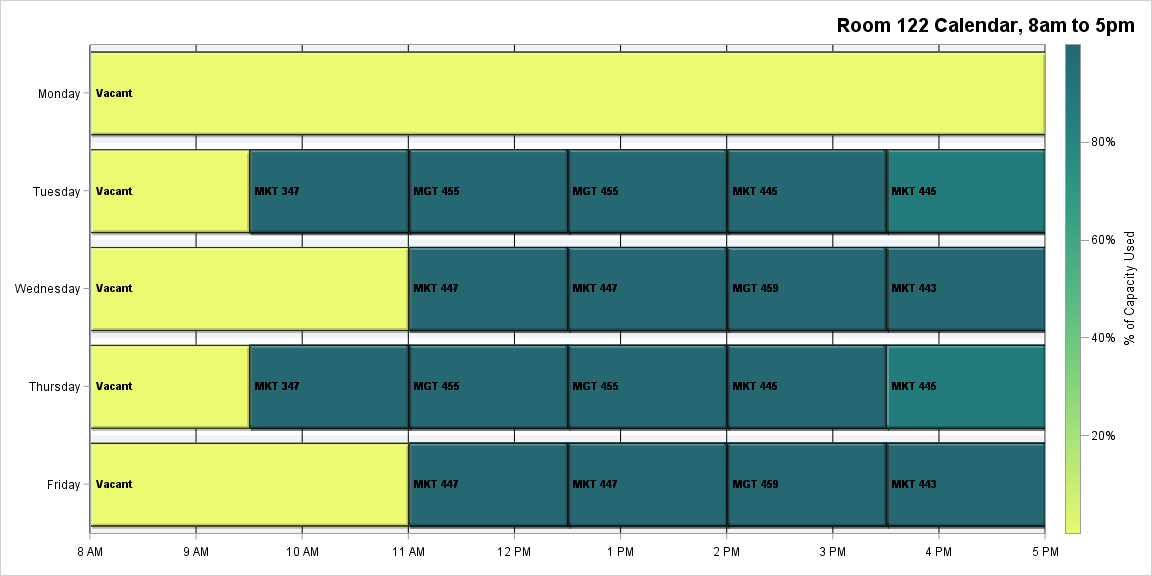 Room 122 Calendar, 8am to 5pm
Monday
Vacant
Tuesday
Vacant MKT 347 MGT 455 MGT 455 MKT 445 MKT 445
Wednesday
Vacant MKT 447 MKT 447 MGT 459 MKT 443
Thursday
Vacant MKT 347 MGT 455 MGT 455 MKT 445 MKT 445
Friday
Vacant MKT 447 MKT 447 MGT 459 MKT 443
8 AM 9 AM 10 AM 11 AM 12 PM 1 PM 2 PM 3 PM 4 PM 5 PM
80%
60%
40%
20%
% of Capacity Used